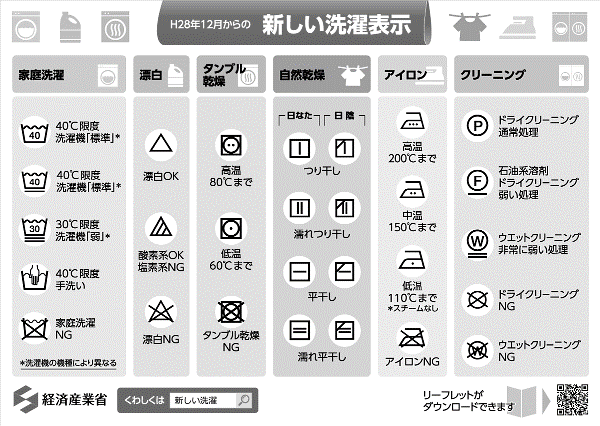 H28年12月からの 新しい洗濯表示
家庭洗濯
40
40℃限度
洗濯機「標準」*
40
40℃限度
洗濯機「標準」*
30
30℃限度
洗濯機「弱」*
40℃限度
手洗い
家庭洗濯
NG
*洗濯機の機種により異なる
漂白
漂白OK
酸素系OK
塩素系NG
漂白NG
タンブル
乾燥
高温
80℃まで
低温
60℃まで
タンブル乾燥
NG
自然乾燥
日なた 日陰
つり干し
濡れつり干し
平干し
濡れ平干し
アイロン
高温
200℃まで
中温
150℃まで
低温
110℃まで
*スチームなし
アイロンNG
クリーニング
P
ドライクリーニング
通常処理
F
石油系溶剤
ドライクリーニング
弱い処理
W
ウエットクリーニング
非常に弱い処理
ドライクリーニング
NG
W
ウエットクリーニング
NG
経済産業省
くわしくは 新しい洗濯
リーフレットが
ダウンロードできます